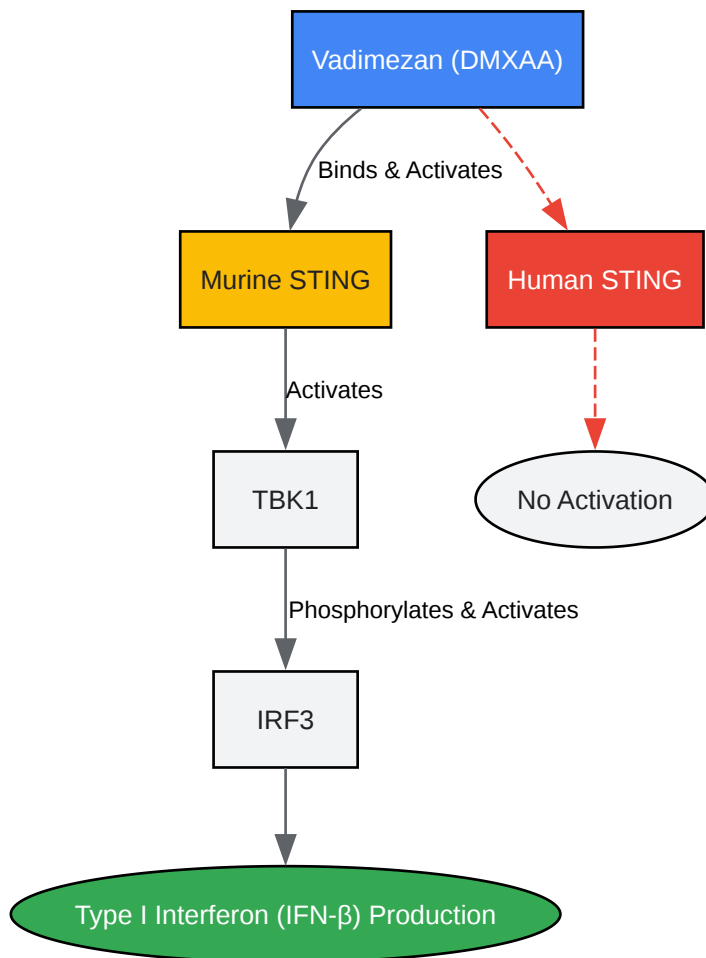 Vadimezan (DMXAA)
Binds & Activates
Murine STING
Human STING
Activates
TBK1
No Activation
Phosphorylates & Activates
IRF3
Type I Interferon (IFN-β) Production